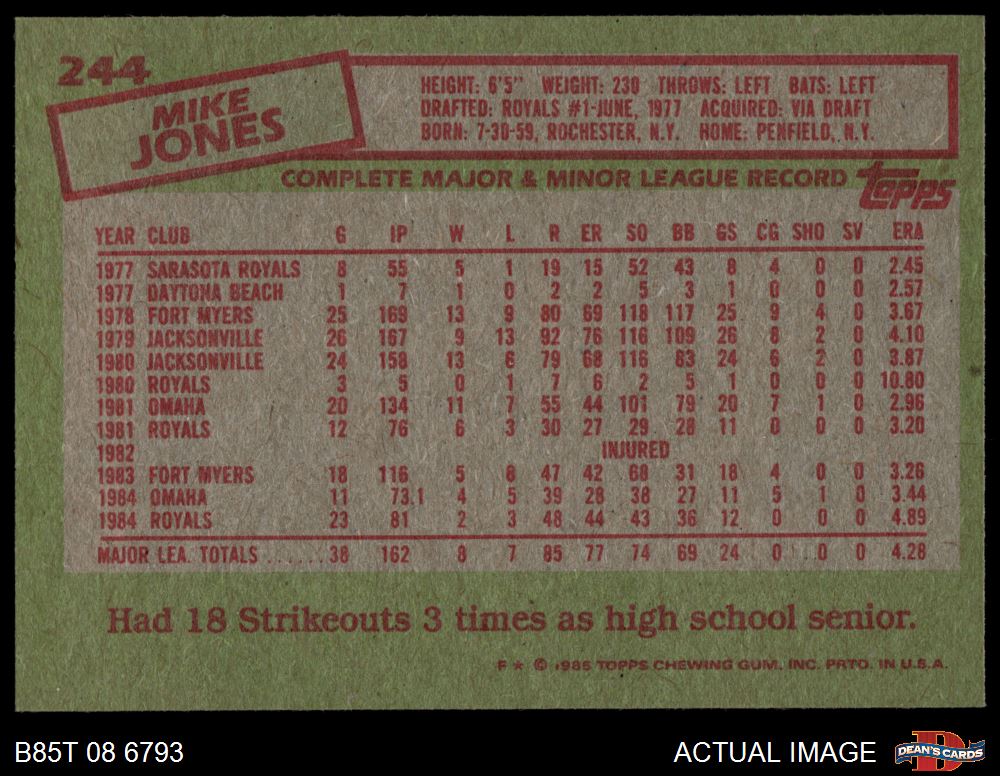 244
MIKE
JONES
HEIGHT: 6'5" WEIGHT: 230 THROWS: LEFT BATS: LEFT
DRAFTED: ROYALS #1-JUNE, 1977 ACQUIRED: VIA DRAFT
BORN: 7-30-59, ROCHESTER, N.Y. HOME: PENFIELD, N.Y.
COMPLETE MAJOR & MINOR LEAGUE RECORD topps
YEAR CLUB G IP W L R ER SO BB GS CG SHO SV ERA
1977 SARASOTA ROYALS 8 55 5 1 19 15 52 43 8 4 0 0 2.45
1977 DAYTONA BEACH 1 7 1 0 2 2 5 3 1 0 0 0 2.57
1978 FORT MYERS 25 169 13 9 80 69 118 117 25 9 4 0 3.67
1979 JACKSONVILLE 26 167 9 13 92 76 116 109 26 8 2 0 4.10
1980 JACKSONVILLE 24 158 13 6 79 68 116 83 24 6 2 0 3.87
1980 ROYALS 3 5 0 1 7 6 2 5 1 0 0 0 10.80
1981 OMAHA 20 134 11 7 55 44 101 79 20 7 1 0 2.96
1981 ROYALS 12 76 6 3 30 27 29 28 11 0 0 0 3.20
1982 INJURED
1983 FORT MYERS 18 116 5 8 47 42 68 31 18 4 0 0 3.26
1984 OMAHA 11 73.1 4 5 39 28 38 27 11 5 1 0 3.44
1984 ROYALS 23 81 2 3 48 44 43 36 12 0 0 0 4.89
MAJOR LEA. TOTALS ...... 38 162 8 7 85 77 74 69 24 0 0 0 4.28
Had 18 Strikeouts 3 times as high school senior.
F * © 1985 TOPPS CHEWING GUM, INC. PRTD. IN U.S.A.
B85T 08 6793 ACTUAL IMAGE DEAN'S CARDS